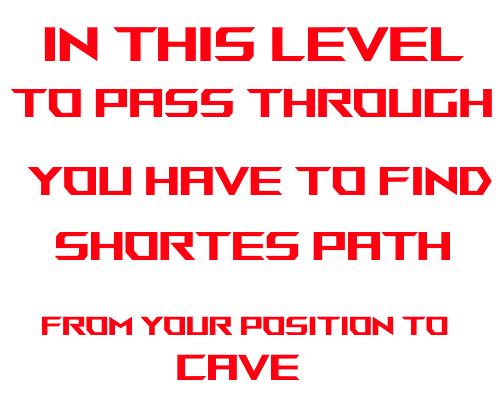 IN THIS LEVEL
TO PASS THROUGH
YOU HAVE TO FIND
SHORTES PATH
FROM YOUR POSITION TO
CAVE